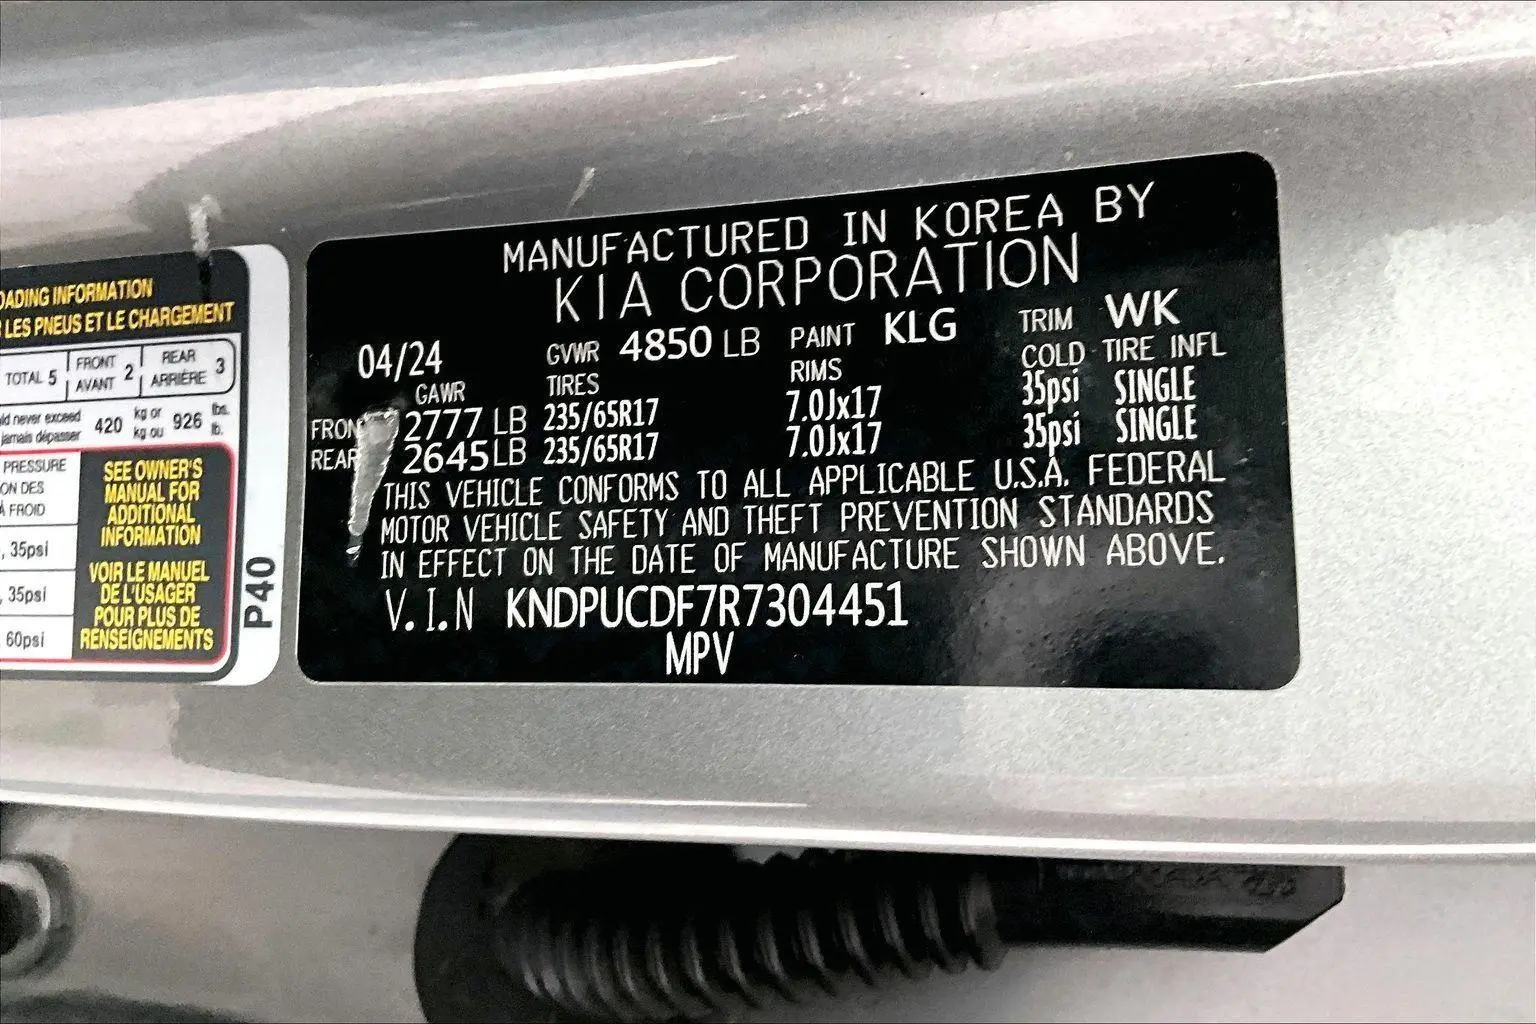 LOADING INFORMATION
LES PNEUS ET LE CHARGEMENT
TOTAL 5 FRONT AVANT 2 REAR ARRIÈRE 3
never exceed
jamais dépasser 420 kg or kg ou 926 lbs. lb.
PRESSURE
DES
À FROID
35psi
35psi
60psi
SEE OWNER'S
MANUAL FOR
ADDITIONAL
INFORMATION
VOIR LE MANUEL
DE L'USAGER
POUR PLUS DE
RENSEIGNEMENTS
P40
MANUFACTURED IN KOREA BY
KIA CORPORATION
04/24 GVWR 4850 LB PAINT KLG TRIM WK
GAWR TIRES RIMS COLD TIRE INFL
FRONT 2777 LB 235/65R17 7.0Jx17 35psi SINGLE
REAR 2645 LB 235/65R17 7.0Jx17 35psi SINGLE
THIS VEHICLE CONFORMS TO ALL APPLICABLE U.S.A. FEDERAL
MOTOR VEHICLE SAFETY AND THEFT PREVENTION STANDARDS
IN EFFECT ON THE DATE OF MANUFACTURE SHOWN ABOVE.
V.I.N KNDPUCDF7R7304451
MPV